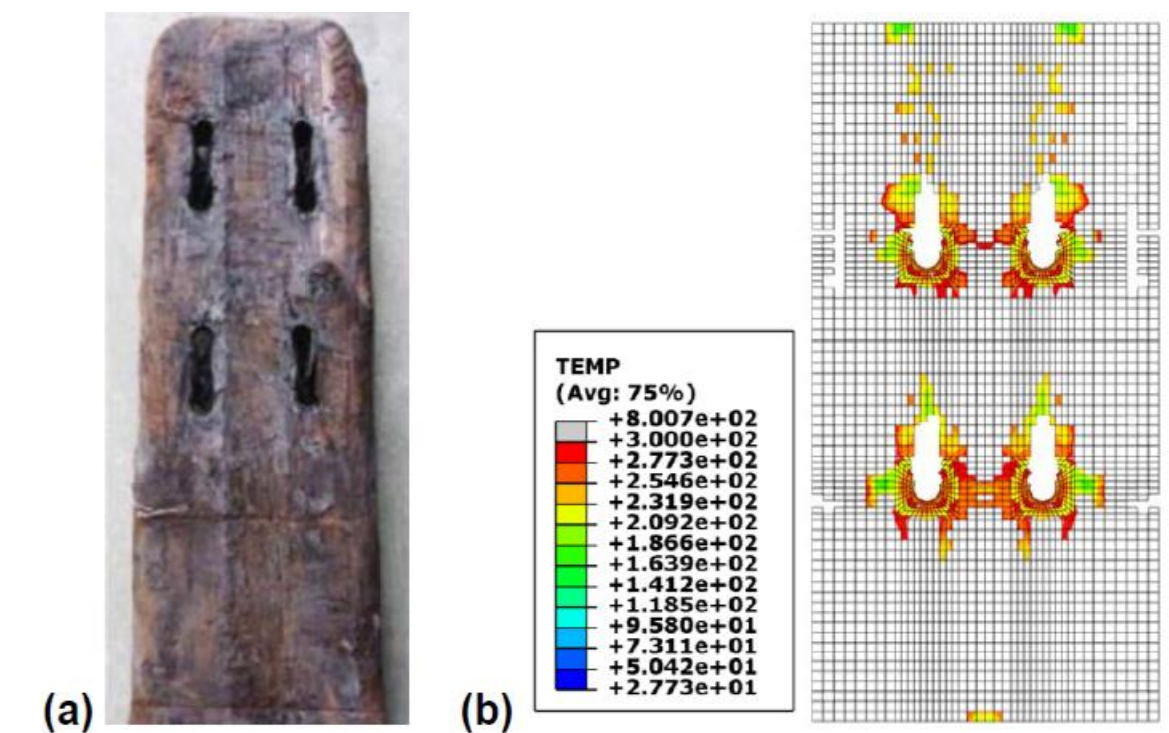 TEMP
(Avg: 75%)
+8.007e+02
+3.000e+02
+2.773e+02
+2.546e+02
+2.319e+02
+2.092e+02
+1.866e+02
+1.639e+02
+1.412e+02
+1.185e+02
+9.580e+01
+7.311e+01
+5.042e+01
+2.773e+01
(a)
(b)